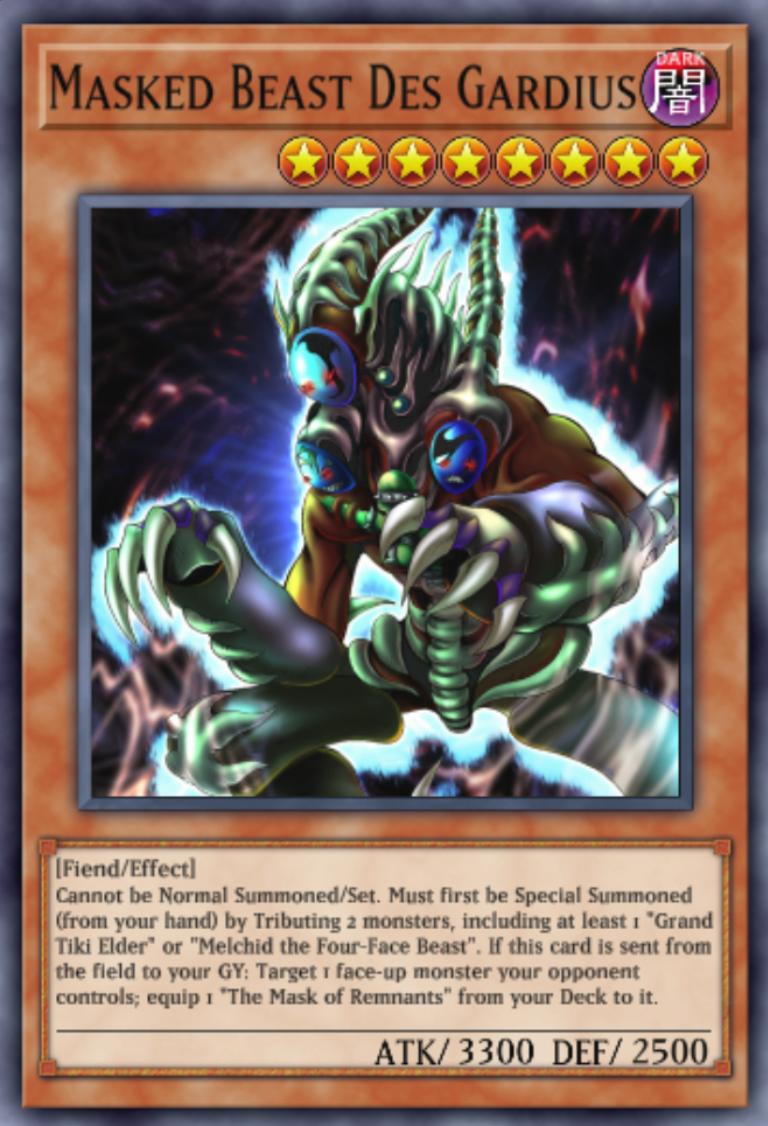 Masked Beast Des Gardius
DARK
闇
[Fiend/Effect]
Cannot be Normal Summoned/Set. Must first be Special Summoned
(from your hand) by Tributing 2 monsters, including at least 1 "Grand
Tiki Elder" or "Melchid the Four-Face Beast". If this card is sent from
the field to your GY: Target 1 face-up monster your opponent
controls; equip 1 "The Mask of Remnants" from your Deck to it.
ATK/ 3300 DEF/ 2500